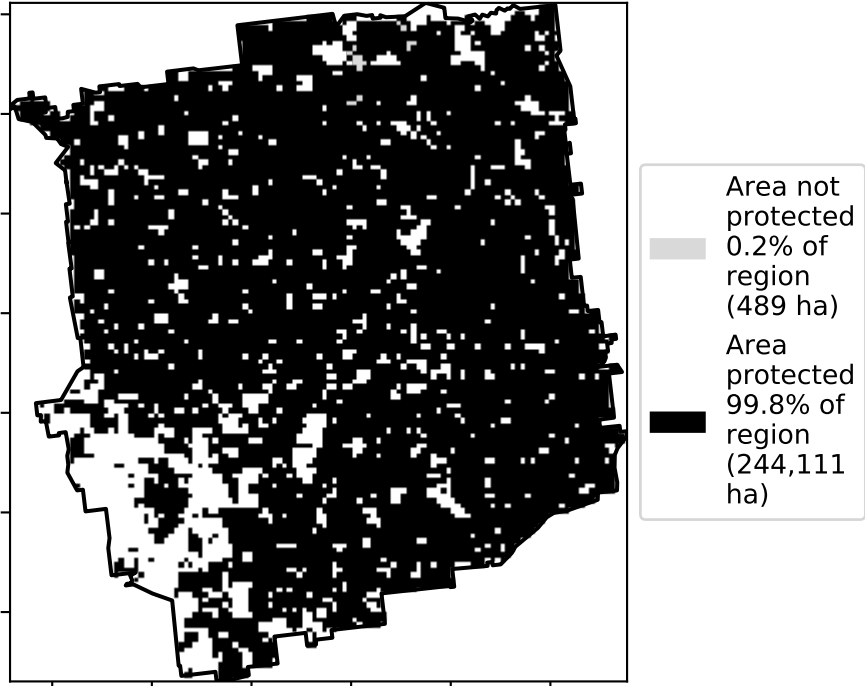 Area not
protected
0.2% of
region
(489 ha)
Area
protected
99.8% of
region
(244,111
ha)